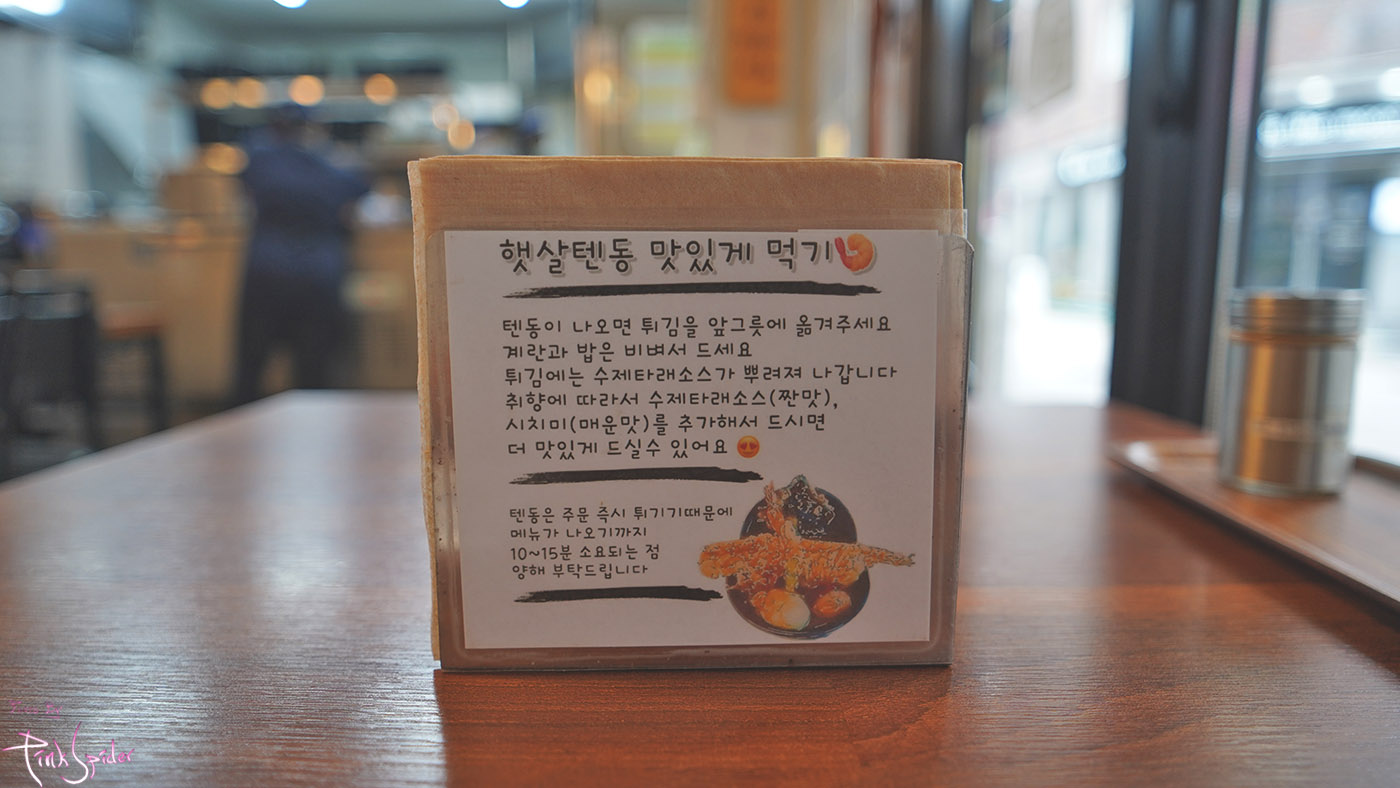 햇살텐동 맛있게 먹기🍤
텐동이 나오면 튀김을 앞그릇에 옮겨주세요
계란과 밥은 비벼서 드세요
튀김에는 수제타래소스가 뿌려져 나갑니다
취향에 따라서 수제타래소스(짠맛),
시치미(매운맛)를 추가해서 드시면
더 맛있게 드실수 있어요 😍
텐동은 주문 즉시 튀기기때문에
메뉴가 나오기까지
10~15분 소요되는 점
양해 부탁드립니다
Pink Spider